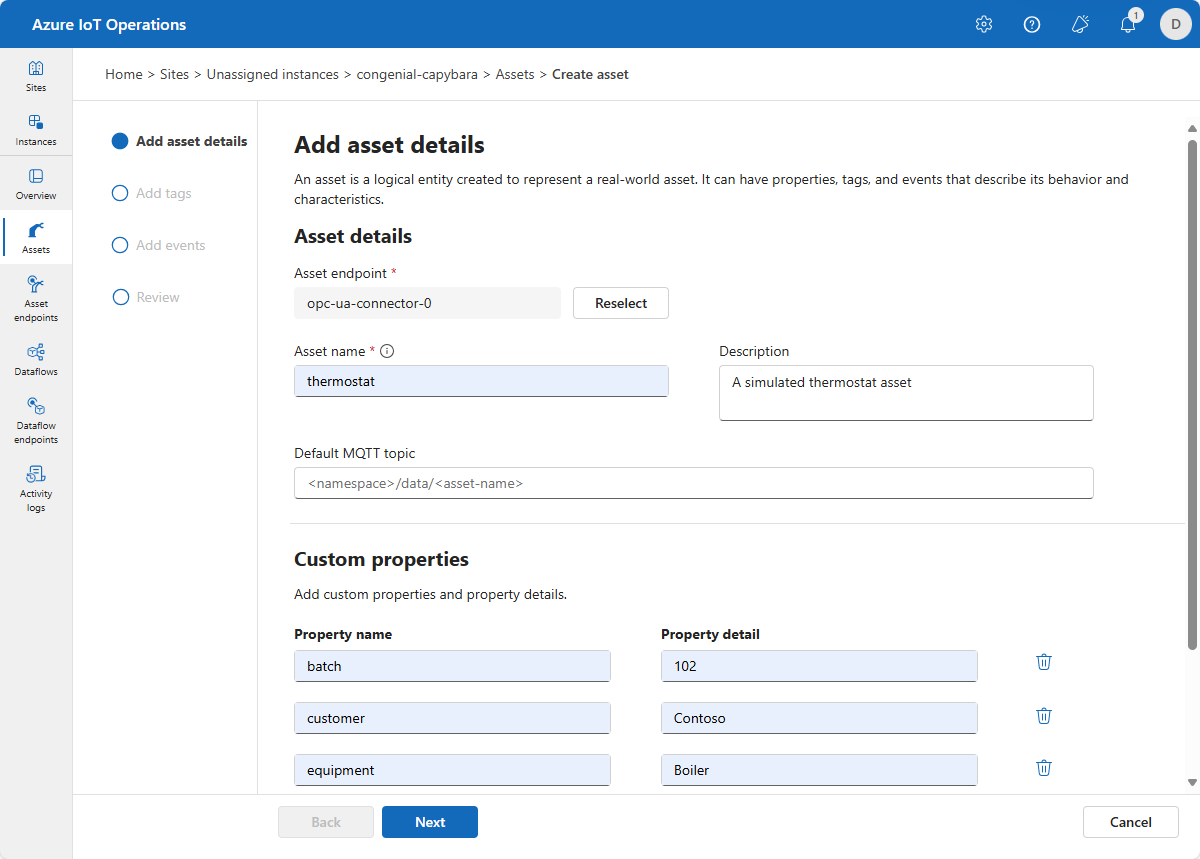 Azure IoT Operations
1
D
Sites
Instances
Overview
Assets
Asset
endpoints
Dataflows
Dataflow
endpoints
Activity
logs
Home > Sites > Unassigned instances > congenial-capybara > Assets > Create asset
Add asset details
Add tags
Add events
Review
Add asset details
An asset is a logical entity created to represent a real-world asset. It can have properties, tags, and events that describe its behavior and
characteristics.
Asset details
Asset endpoint *
opc-ua-connector-0
Reselect
Asset name *
Description
thermostat
A simulated thermostat asset
Default MQTT topic
<namespace>/data/<asset-name>
Custom properties
Add custom properties and property details.
Property name
Property detail
batch
102
customer
Contoso
equipment
Boiler
Back
Next
Cancel